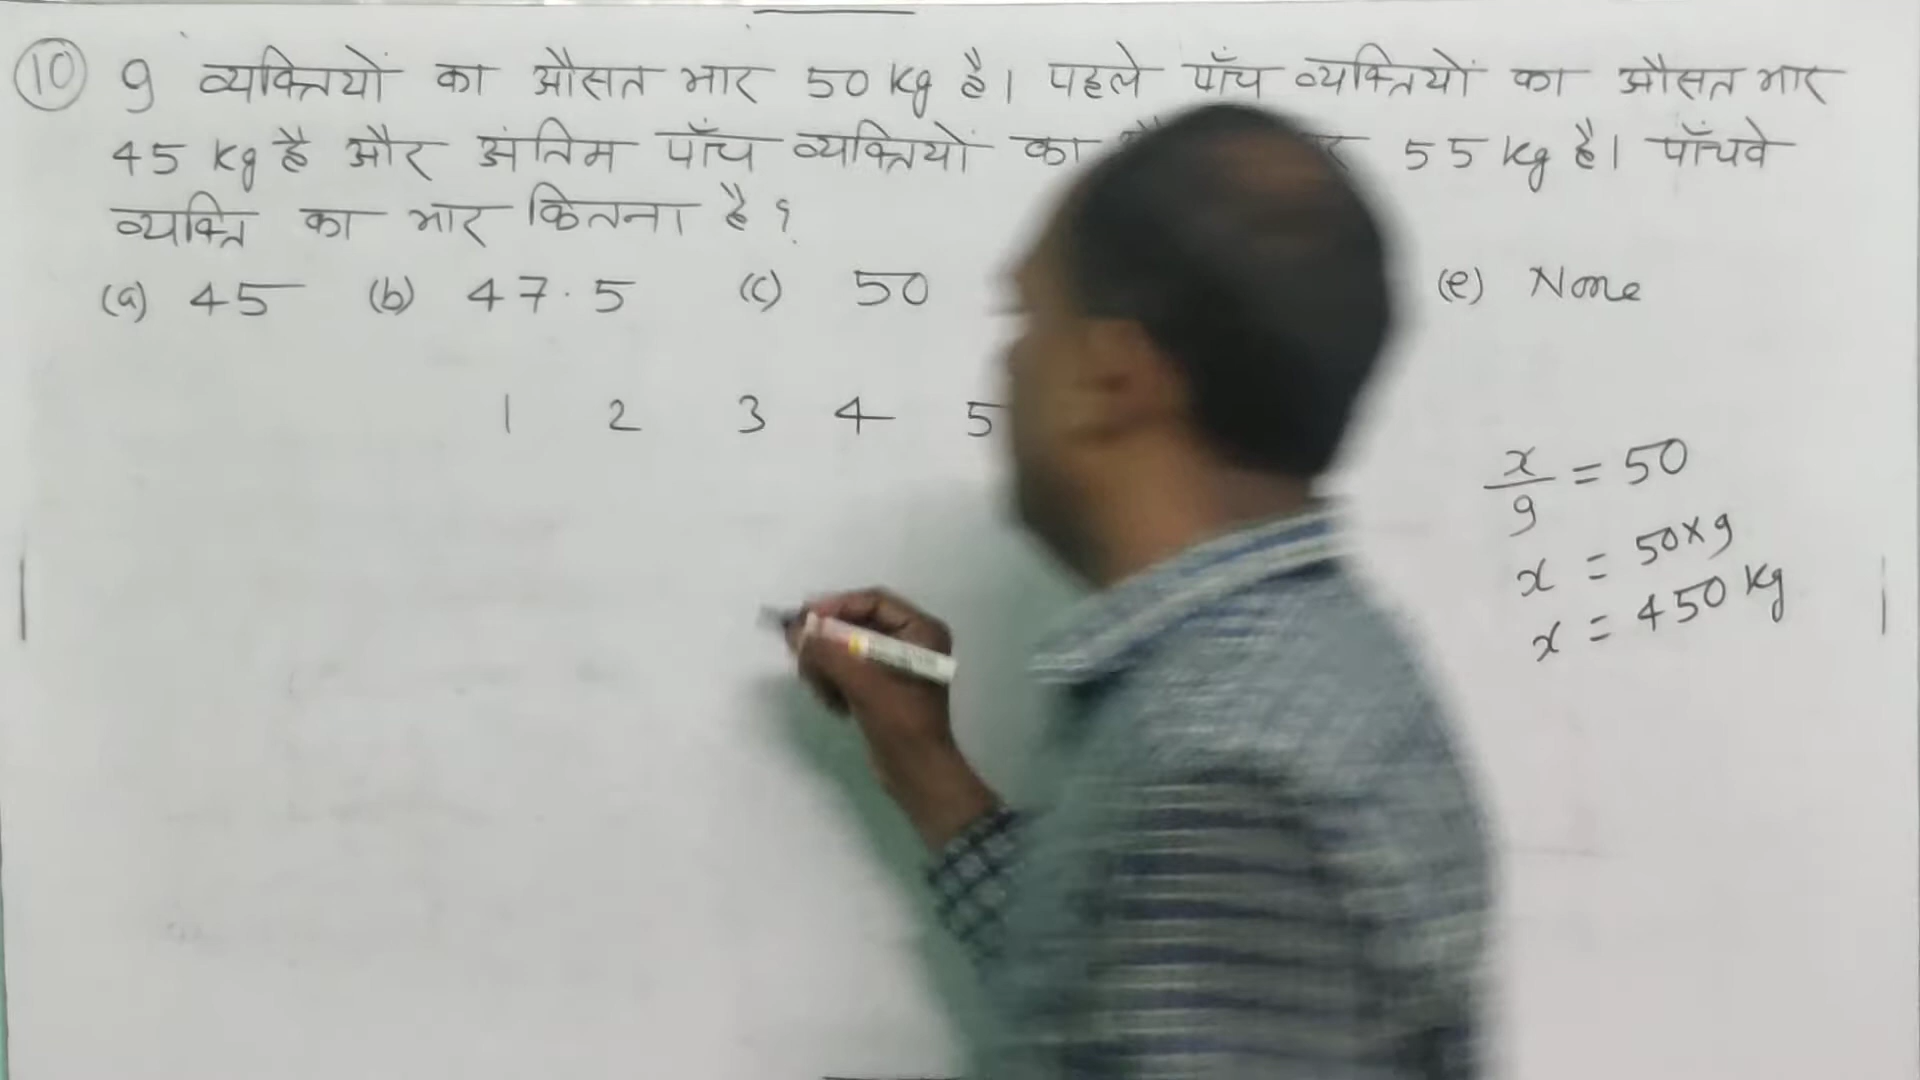 10 9 व्यक्तियों का औसत भार 50 kg है। पहले पाँच व्यक्तियों का औसत भार
45 kg है और अंतिम पाँच व्यक्तियों का 55 kg है। पाँचवे
व्यक्ति का भार कितना है?
(a) 45 (b) 47.5 (c) 50 (e) None
1 2 3 4 5
x/9 = 50
x = 50×9
x = 450 kg